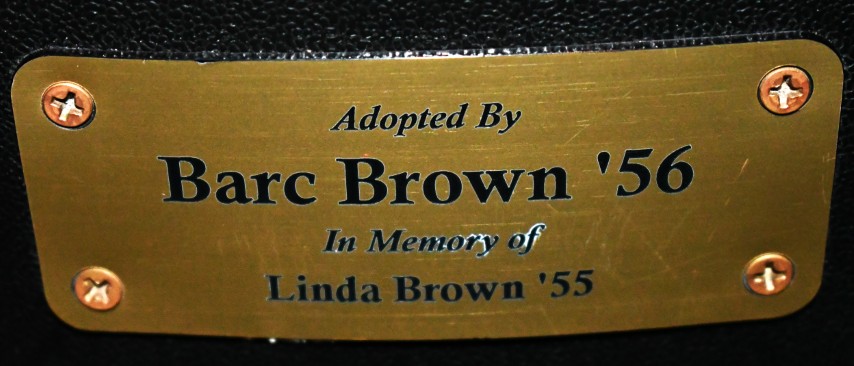 Adopted By
Barc Brown '56
In Memory of
Linda Brown '55